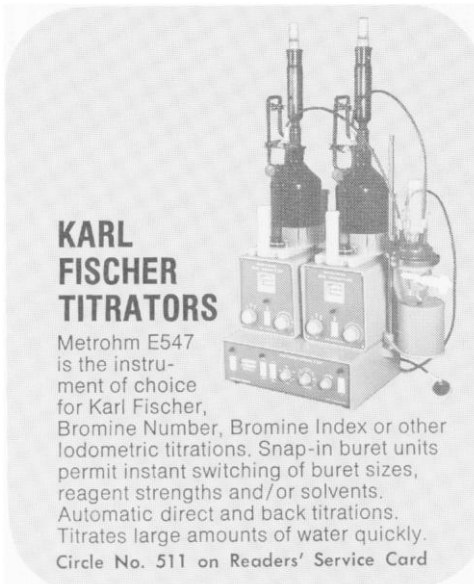 KARL
FISCHER
TITRATORS
Metrohm E547
is the instru-
ment of choice
for Karl Fischer,
Bromine Number, Bromine Index or other
Iodometric titrations. Snap-in buret units
permit instant switching of buret sizes,
reagent strengths and/or solvents.
Automatic direct and back titrations.
Titrates large amounts of water quickly.
Circle No. 511 on Readers' Service Card